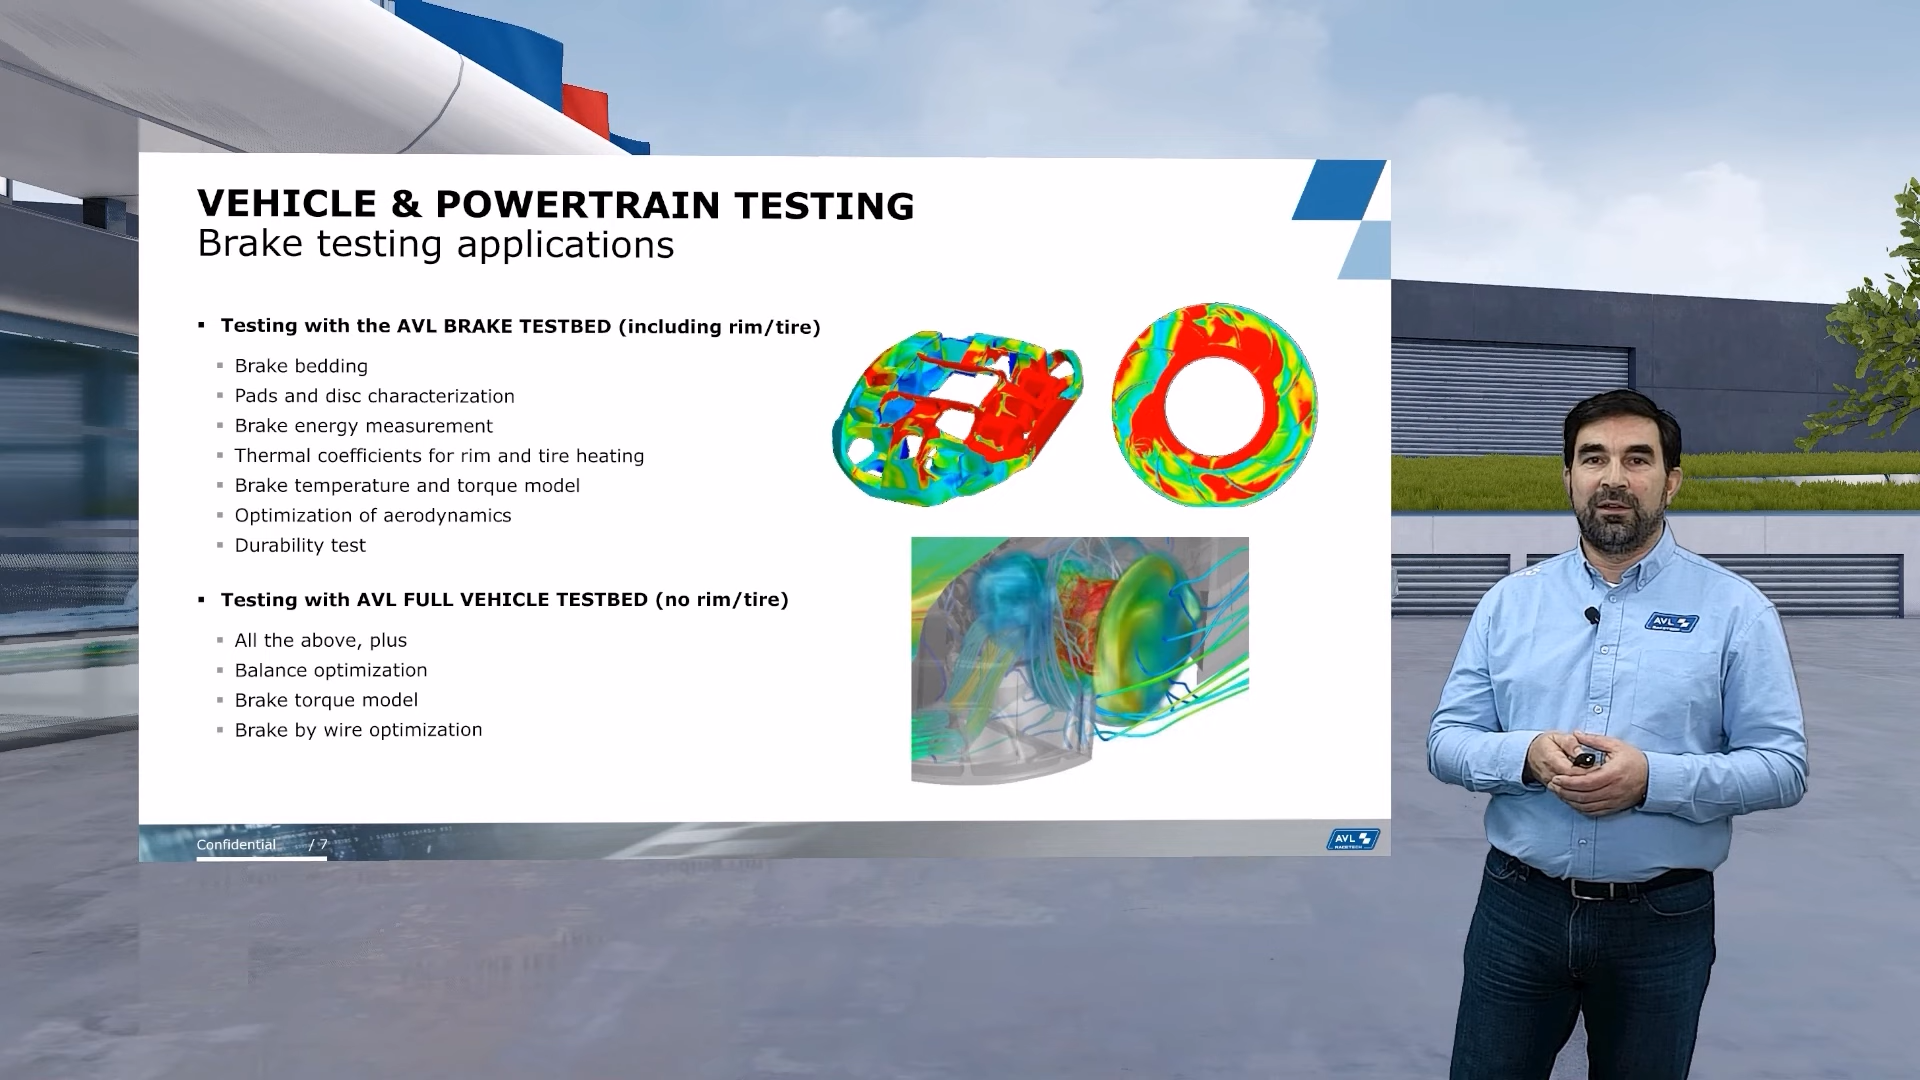 VEHICLE & POWERTRAIN TESTING
Brake testing applications
Testing with the AVL BRAKE TESTBED (including rim/tire)
Brake bedding
Pads and disc characterization
Brake energy measurement
Thermal coefficients for rim and tire heating
Brake temperature and torque model
Optimization of aerodynamics
Durability test
Testing with AVL FULL VEHICLE TESTBED (no rim/tire)
All the above, plus
Balance optimization
Brake torque model
Brake by wire optimization
Confidential / 7
AVL
RACETECH
AVL
RACETECH